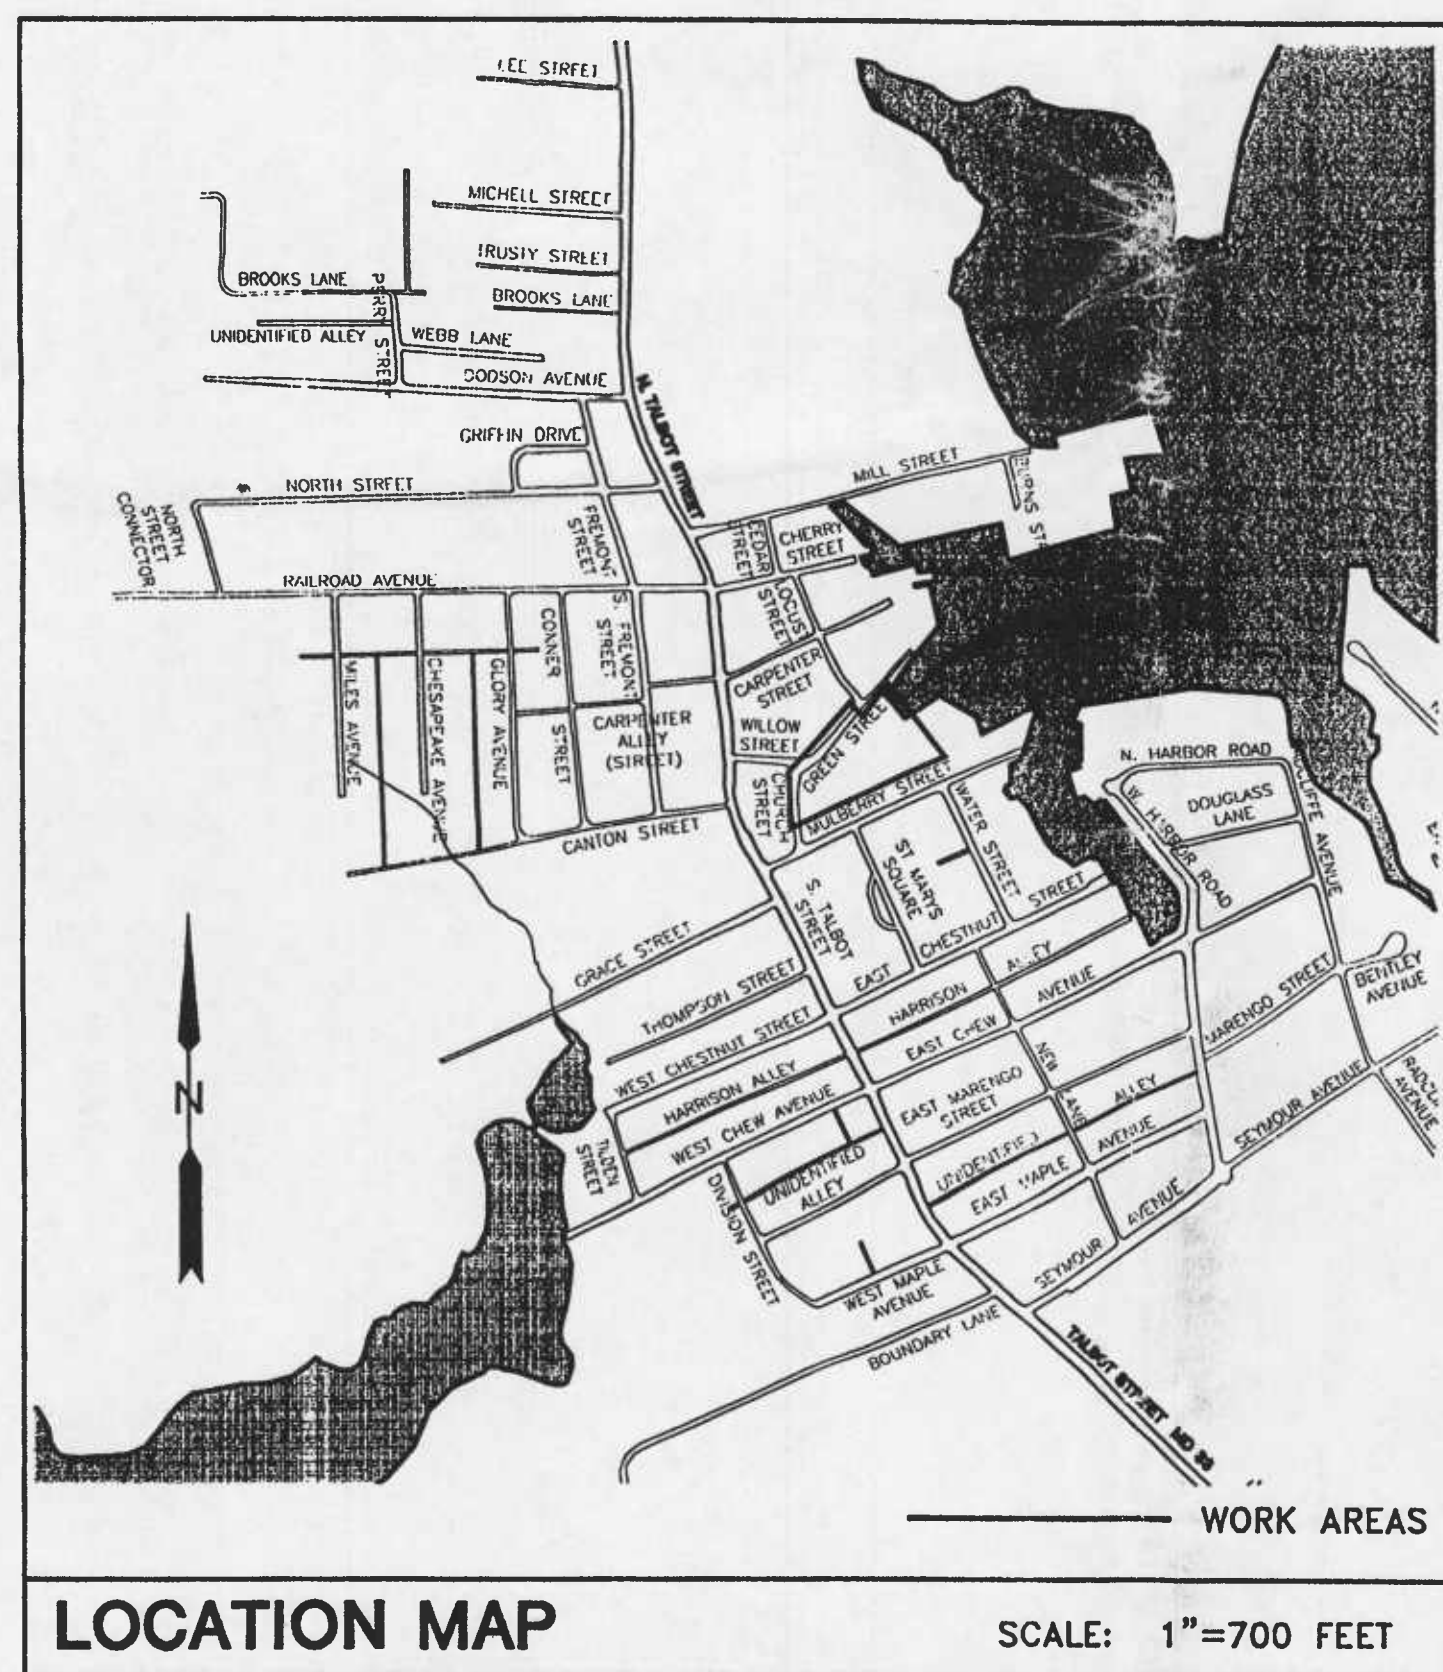 LEE STREET
MICHELL STREET
TRUSTY STREET
BROOKS LANE
BROOKS LANE
PERRY STREET
UNIDENTIFIED ALLEY
WEBB LANE
DODSON AVENUE
N. TALBOT STREET
GRIFFIN DRIVE
NORTH STREET
MILL STREET
BURNS
NORTH
STREET
CONNECTOR
FREMONT
STREET
CEDAR
STREET
CHERRY
STREET
RAILROAD AVENUE
LOCUST
STREET
CONNER
STREET
S. FREMONT
STREET
MILES AVENUE
CHESAPEAKE AVENUE
GLORY AVENUE
CARPENTER
STREET
CARPENTER
ALLEY
(STREET)
WILLOW
STREET
GREEN STREE
N. HARBOR ROAD
CHURCH
STREET
MULBERRY STREET
WATER STREET
W. HARBOR ROAD
DOUGLASS
LANE
AVENUE
CANTON STREET
ST MARYS
SQUARE
S. TALBOT
STREET
EAST CHESTNUT STREET
GRACE STREET
HARRISON ALLEY
THOMPSON STREET
EAST CHEW AVENUE
MARENGO STREET
BENTLEY
AVENUE
WEST CHESTNUT STREET
HARRISON ALLEY
NEW LANE
EAST MARENGO
STREET
SEYMOUR AVENUE
AVENUE
WEST CHEW AVENUE
TILDEN
STREET
UNIDENTIFIED ALLEY
UNIDENTIFIED
ALLEY
EAST MAPLE AVENUE
DIVISION STREET
SEYMOUR AVENUE
WEST MAPLE
AVENUE
BOUNDARY LANE
TALBOT STREET MD 33
N
WORK AREAS
LOCATION MAP
SCALE: 1"=700 FEET